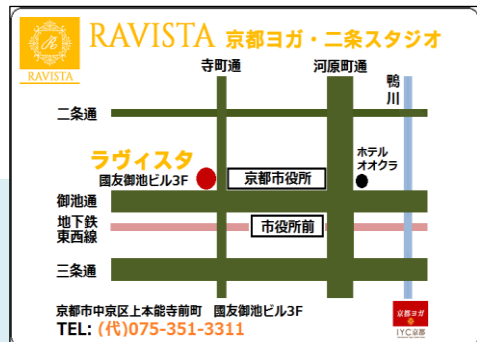 RAVISTA 京都ヨガ・二条スタジオ
RAVISTA
寺町通
河原町通
鴨川
二条通
ラヴィスタ
國友御池ビル3F
京都市役所
ホテル
オオクラ
御池通
地下鉄
東西線
市役所前
三条通
京都市中京区上本能寺前町 國友御池ビル3F
TEL: (代)075-351-3311
京都ヨガ
IYC京都